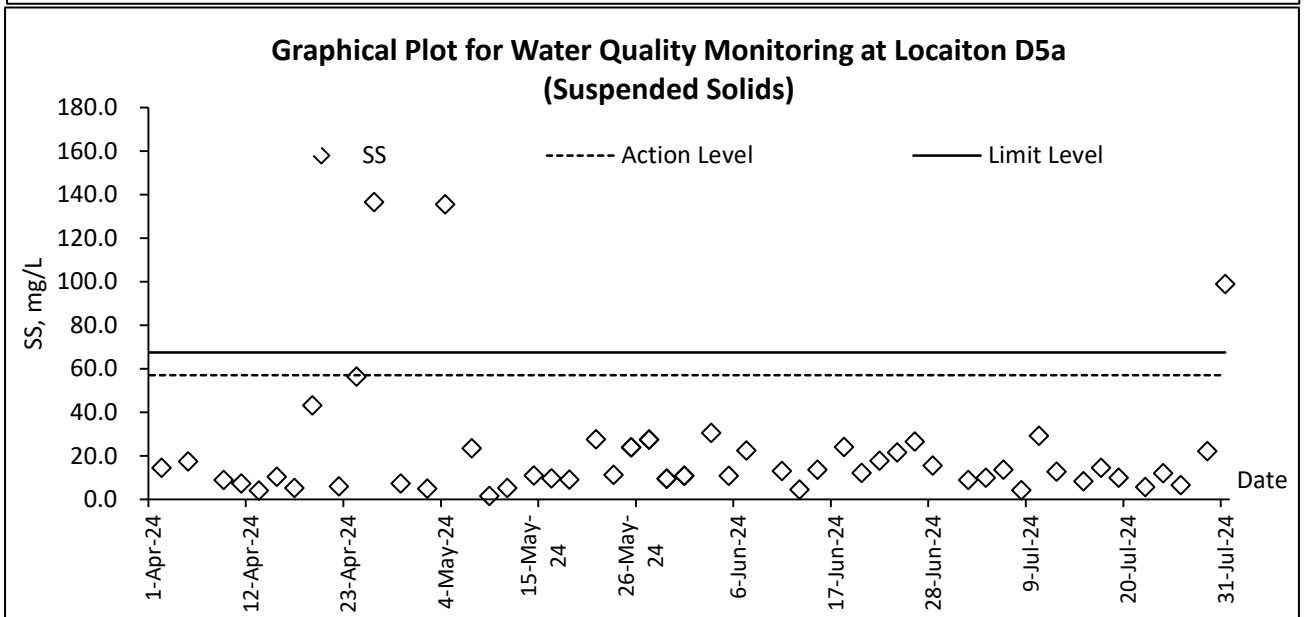 Graphical Plot for Water Quality Monitoring at Locaiton D5a
(Suspended Solids)
180.0
160.0
140.0
120.0
100.0
80.0
60.0
40.0
20.0
0.0
SS, mg/L
SS
Action Level
Limit Level
Date
1-Apr-24
12-Apr-24
23-Apr-24
4-May-24
15-May-
24
26-May-
24
6-Jun-24
17-Jun-24
28-Jun-24
9-Jul-24
20-Jul-24
31-Jul-24